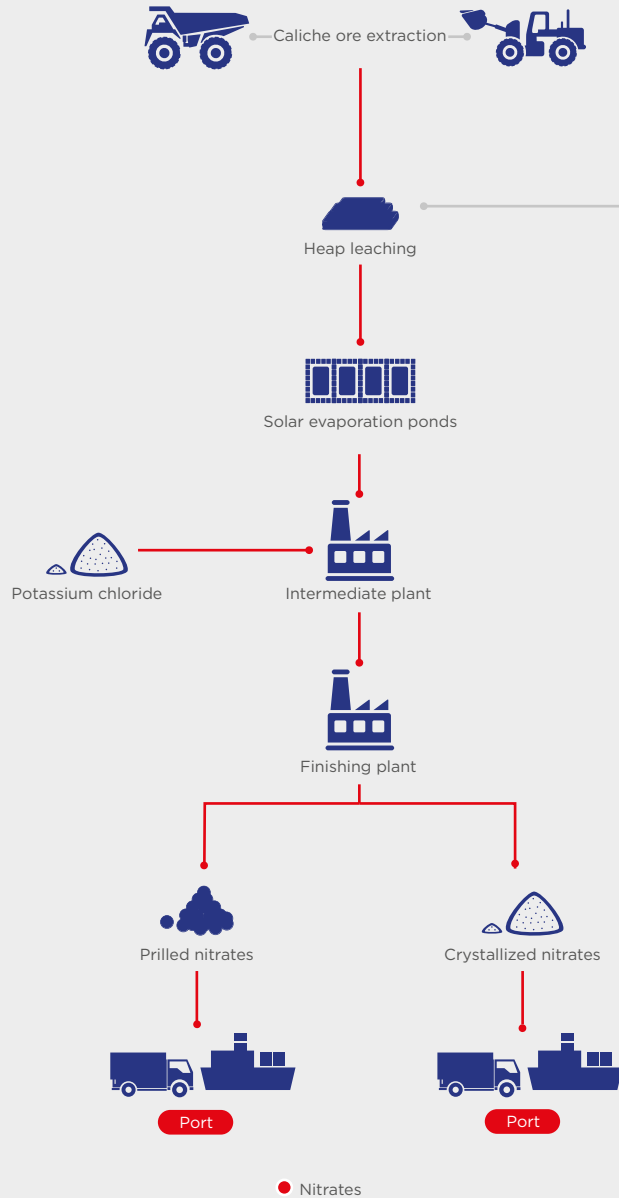 Caliche ore extraction
Heap leaching
Solar evaporation ponds
Potassium chloride
Intermediate plant
Finishing plant
Prilled nitrates
Crystallized nitrates
Port
Port
Nitrates